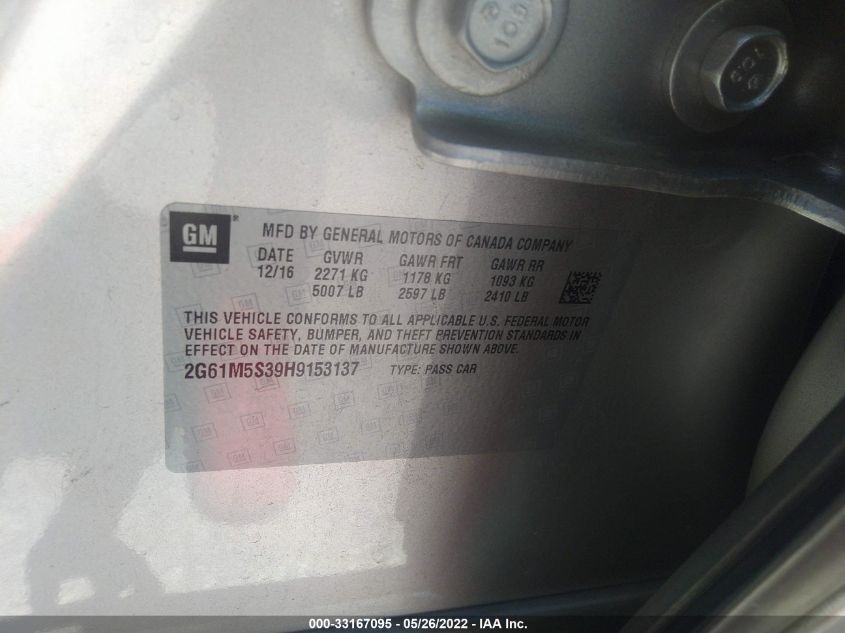 105
GM
MFD BY GENERAL MOTORS OF CANADA COMPANY
DATE GVWR GAWR FRT GAWR RR
12/16 2271 KG 1178 KG 1093 KG
5007 LB 2597 LB 2410 LB
THIS VEHICLE CONFORMS TO ALL APPLICABLE U.S. FEDERAL MOTOR
VEHICLE SAFETY, BUMPER, AND THEFT PREVENTION STANDARDS IN
EFFECT ON THE DATE OF MANUFACTURE SHOWN ABOVE.
2G61M5S39H9153137 TYPE: PASS CAR
000-33167095 - 05/26/2022 - IAA Inc.